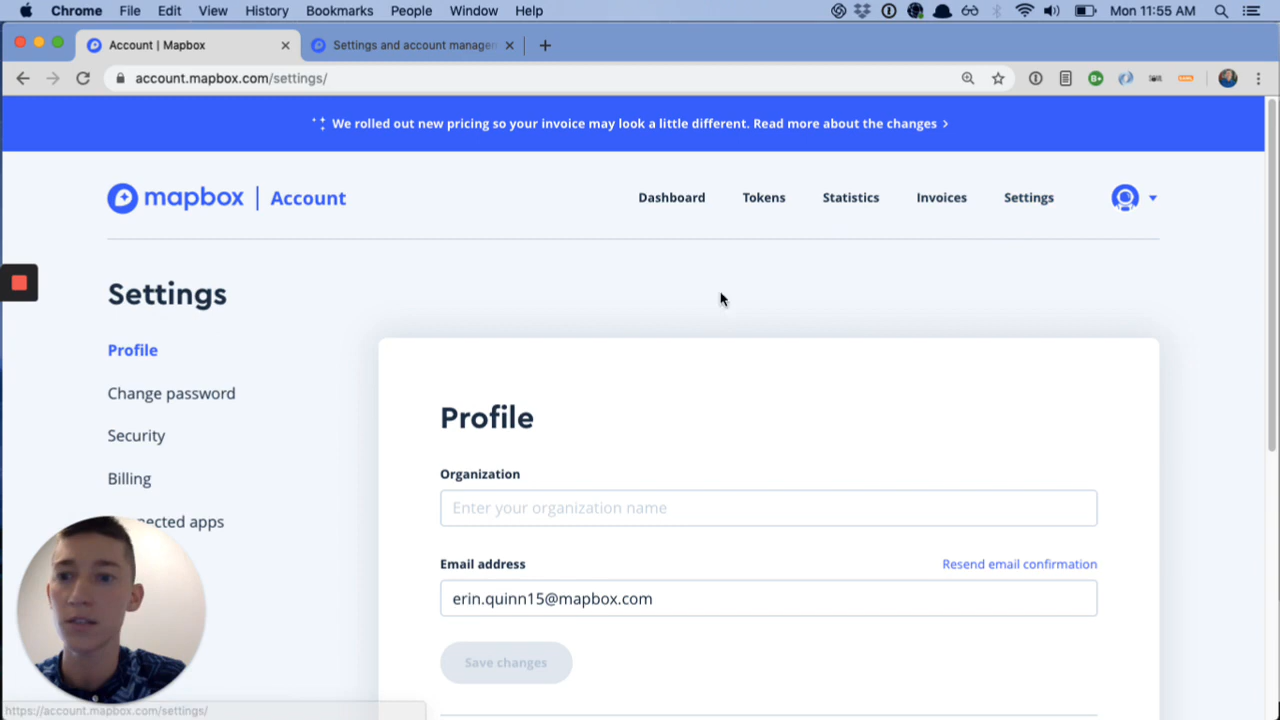 Chrome File Edit View History Bookmarks People Window Help Mon 11:55 AM
Account | Mapbox Settings and account manager
account.mapbox.com/settings/
We rolled out new pricing so your invoice may look a little different. Read more about the changes
mapbox | Account Dashboard Tokens Statistics Invoices Settings
Settings
Profile
Change password
Security
Billing
nected apps
Profile
Organization
Enter your organization name
Email address Resend email confirmation
erin.quinn15@mapbox.com
Save changes
https://account.mapbox.com/settings/